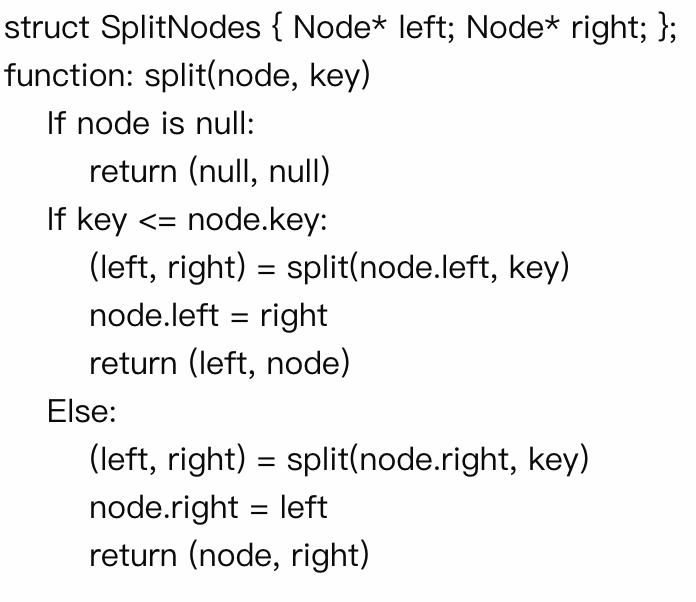 struct SplitNodes { Node* left; Node* right; };
function: split(node, key)
If node is null:
return (null, null)
If key <= node.key:
(left, right) = split(node.left, key)
node.left = right
return (left, node)
Else:
(left, right) = split(node.right, key)
node.right = left
return (node, right)